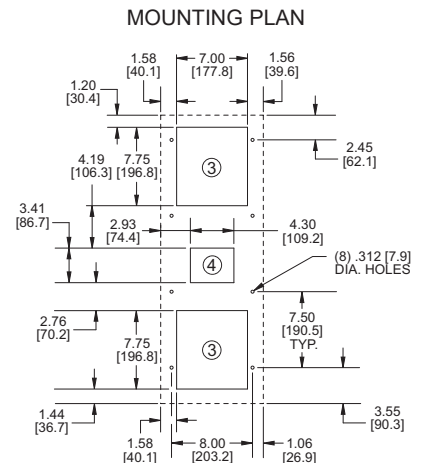 MOUNTING PLAN
1.58 7.00 1.56
[40.1] [177.8] [39.6]
1.20
[30.4]
2.45
[62.1]
4.19 7.75
[106.3] [196.8]
③
3.41
[86.7]
2.93 4.30
[74.4] [109.2]
④
(8) .312 [7.9]
DIA. HOLES
2.76
[70.2]
7.50
[190.5]
TYP.
7.75
[196.8]
③
1.44
[36.7]
3.55
[90.3]
1.58 8.00 1.06
[40.1] [203.2] [26.9]